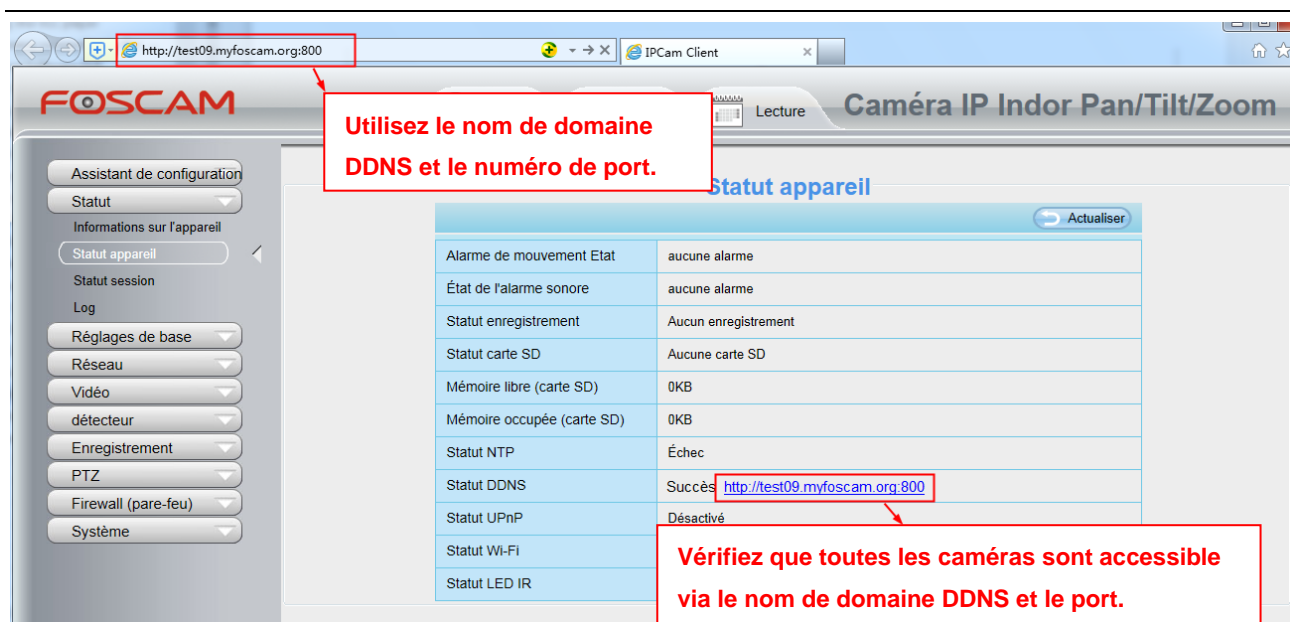 http://test09.myfoscam.org:800
IPCam Client
FOSCAM
Lecture
Caméra IP Indor Pan/Tilt/Zoom
Utilisez le nom de domaine
DDNS et le numéro de port.
Assistant de configuration
Statut
Informations sur l'appareil
Statut appareil
Statut session
Log
Réglages de base
Réseau
Vidéo
détecteur
Enregistrement
PTZ
Firewall (pare-feu)
Système
Statut appareil
Actualiser
Alarme de mouvement Etat aucune alarme
État de l'alarme sonore aucune alarme
Statut enregistrement Aucun enregistrement
Statut carte SD Aucune carte SD
Mémoire libre (carte SD) 0KB
Mémoire occupée (carte SD) 0KB
Statut NTP Échec
Statut DDNS Succès http://test09.myfoscam.org:800
Statut UPnP Désactivé
Statut Wi-Fi
Statut LED IR
Vérifiez que toutes les caméras sont accessible
via le nom de domaine DDNS et le port.